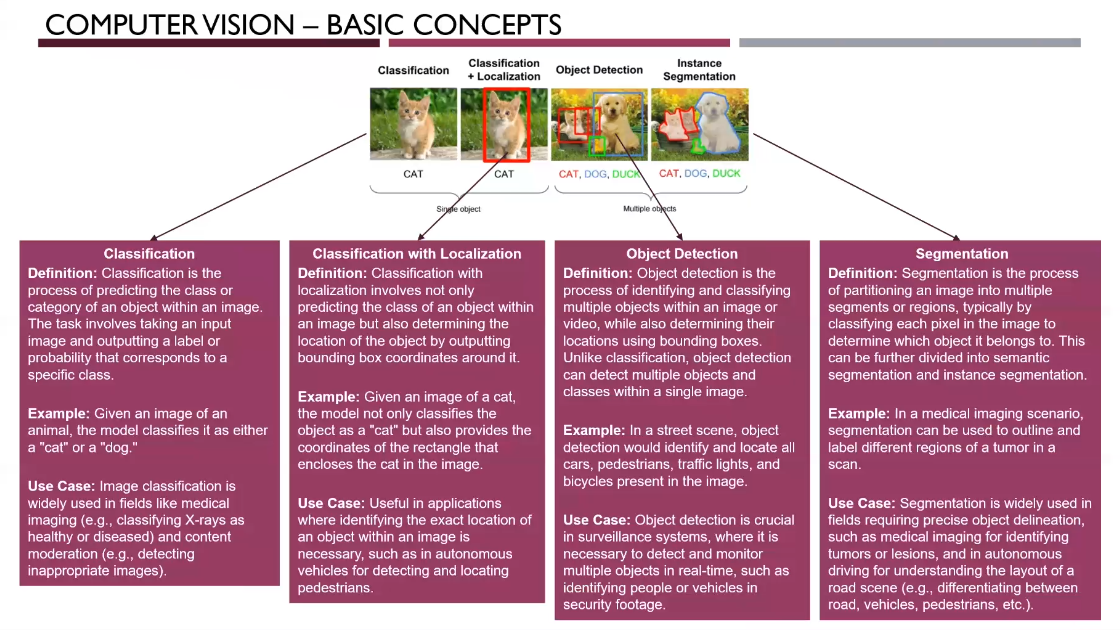 COMPUTER VISION – BASIC CONCEPTS
Classification
Classification
+ Localization
Object Detection
Instance
Segmentation
CAT
CAT
CAT, DOG, DUCK
CAT, DOG, DUCK
Single object
Multiple objects
Classification
Definition: Classification is the
process of predicting the class or
category of an object within an image.
The task involves taking an input
image and outputting a label or
probability that corresponds to a
specific class.
Example: Given an image of an
animal, the model classifies it as either
a "cat" or a "dog."
Use Case: Image classification is
widely used in fields like medical
imaging (e.g., classifying X-rays as
healthy or diseased) and content
moderation (e.g., detecting
inappropriate images).
Classification with Localization
Definition: Classification with
localization involves not only
predicting the class of an object within
an image but also determining the
location of the object by outputting
bounding box coordinates around it.
Example: Given an image of a cat,
the model not only classifies the
object as a "cat" but also provides the
coordinates of the rectangle that
encloses the cat in the image.
Use Case: Useful in applications
where identifying the exact location of
an object within an image is
necessary, such as in autonomous
vehicles for detecting and locating
pedestrians.
Object Detection
Definition: Object detection is the
process of identifying and classifying
multiple objects within an image or
video, while also determining their
locations using bounding boxes.
Unlike classification, object detection
can detect multiple objects and
classes within a single image.
Example: In a street scene, object
detection would identify and locate all
cars, pedestrians, traffic lights, and
bicycles present in the image.
Use Case: Object detection is crucial
in surveillance systems, where it is
necessary to detect and monitor
multiple objects in real-time, such as
identifying people or vehicles in
security footage.
Segmentation
Definition: Segmentation is the process
of partitioning an image into multiple
segments or regions, typically by
classifying each pixel in the image to
determine which object it belongs to. This
can be further divided into semantic
segmentation and instance segmentation.
Example: In a medical imaging scenario,
segmentation can be used to outline and
label different regions of a tumor in a
scan.
Use Case: Segmentation is widely used in
fields requiring precise object delineation,
such as medical imaging for identifying
tumors or lesions, and in autonomous
driving for understanding the layout of a
road scene (e.g., differentiating between
road, vehicles, pedestrians, etc.).